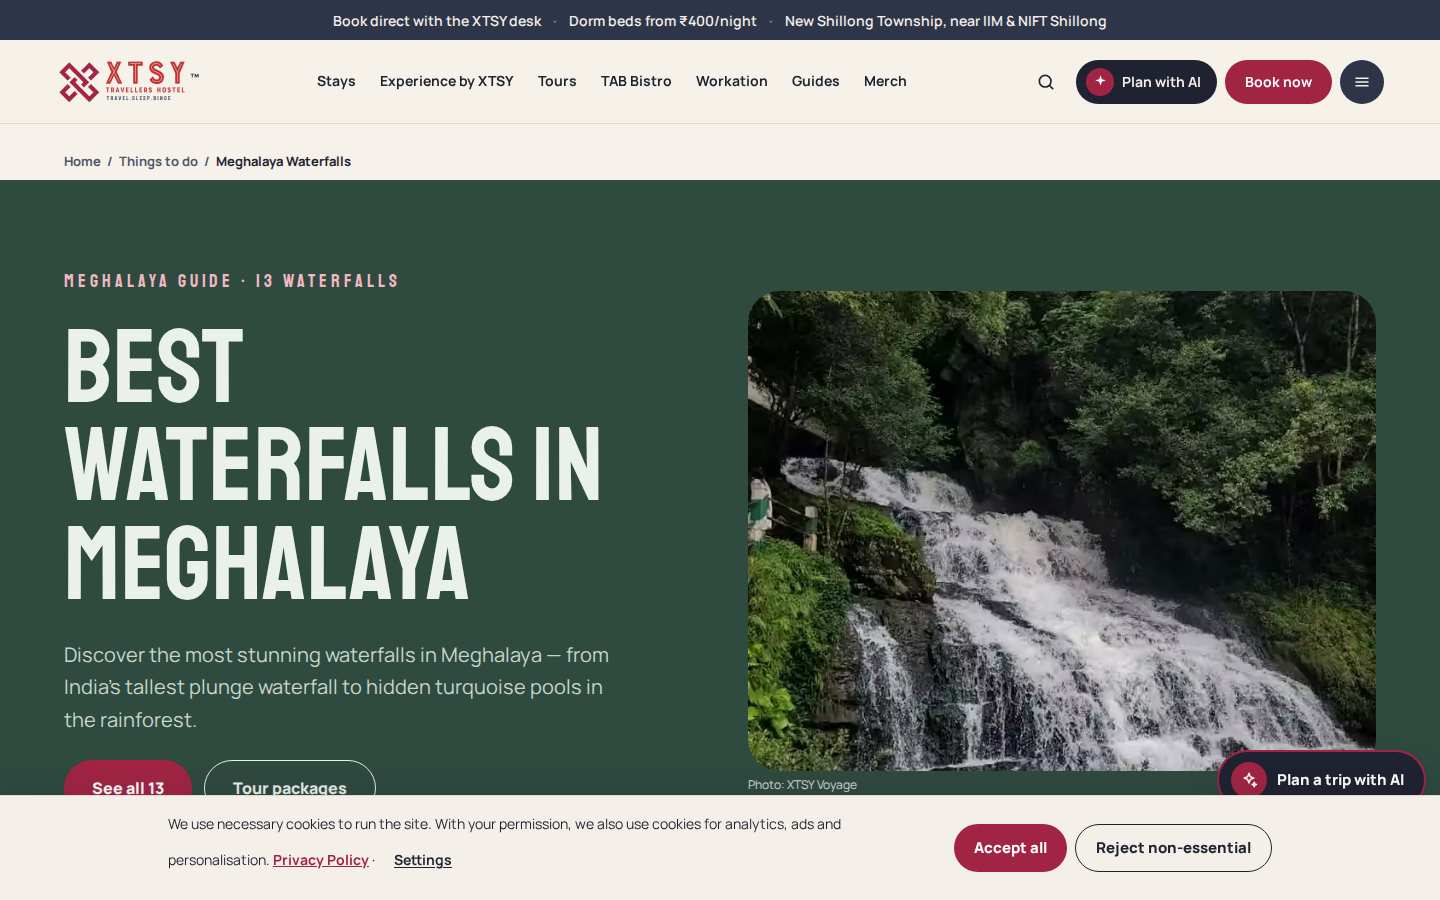 Book direct with the XTSY desk · Dorm beds from ₹400/night · New Shillong Township, near IIM & NIFT Shillong
XTSY ™
TRAVELLERS HOSTEL
TRAVEL.SLEEP.BINGE
Stays Experience by XTSY Tours TAB Bistro Workation Guides Merch
Plan with AI
Book now
Home / Things to do / Meghalaya Waterfalls
MEGHALAYA GUIDE · 13 WATERFALLS
BEST
WATERFALLS IN
MEGHALAYA
Discover the most stunning waterfalls in Meghalaya — from
India's tallest plunge waterfall to hidden turquoise pools in
the rainforest.
See all 13
Tour packages
Photo: XTSY Voyage
Plan a trip with AI
We use necessary cookies to run the site. With your permission, we also use cookies for analytics, ads and
personalisation. Privacy Policy · Settings
Accept all
Reject non-essential